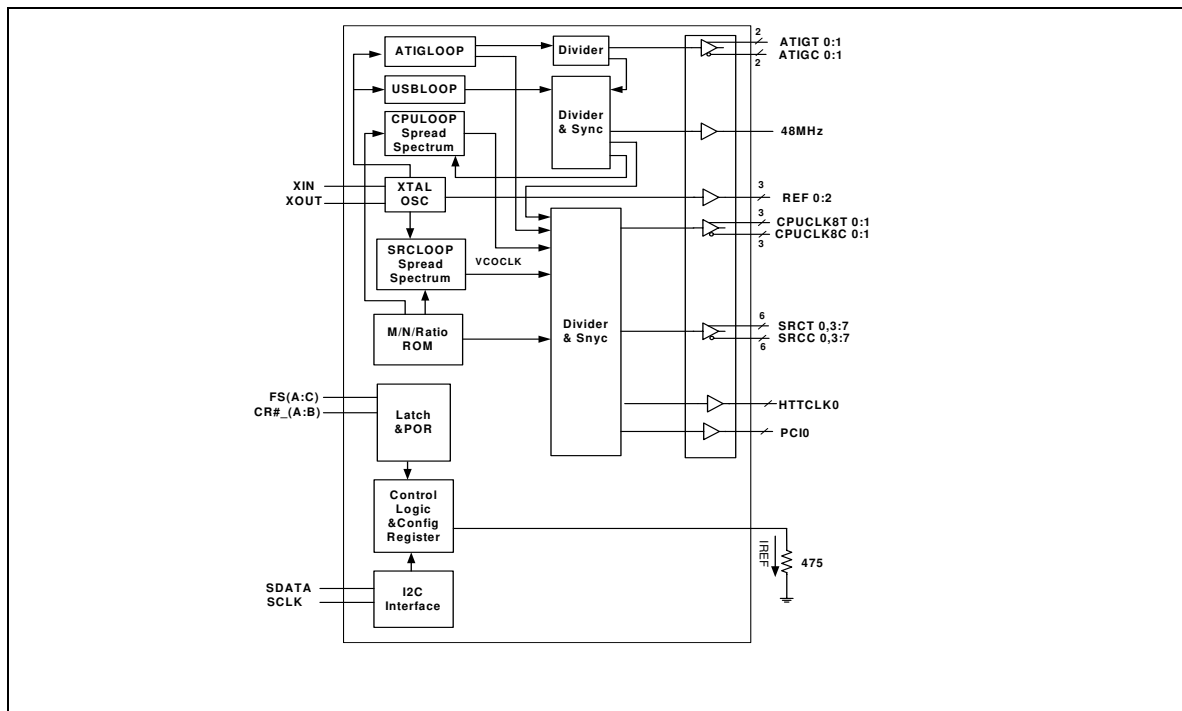 ATIGLOOP
Divider
2
ATIGT 0:1
ATIGC 0:1
2
USBLOOP
Divider
& Sync
CPULOOP
Spread
Spectrum
48MHz
XIN
XOUT
XTAL
OSC
3
REF 0:2
3
CPUCLK8T 0:1
CPUCLK8C 0:1
3
SRCLOOP
Spread
Spectrum
VCOCLK
Divider
& Snyc
6
SRCT 0,3:7
SRCC 0,3:7
6
M/N/Ratio
ROM
FS(A:C)
CR#_(A:B)
Latch
&POR
HTTCLK0
PCI0
Control
Logic
&Config
Register
IREF
475
SDATA
SCLK
I2C
Interface